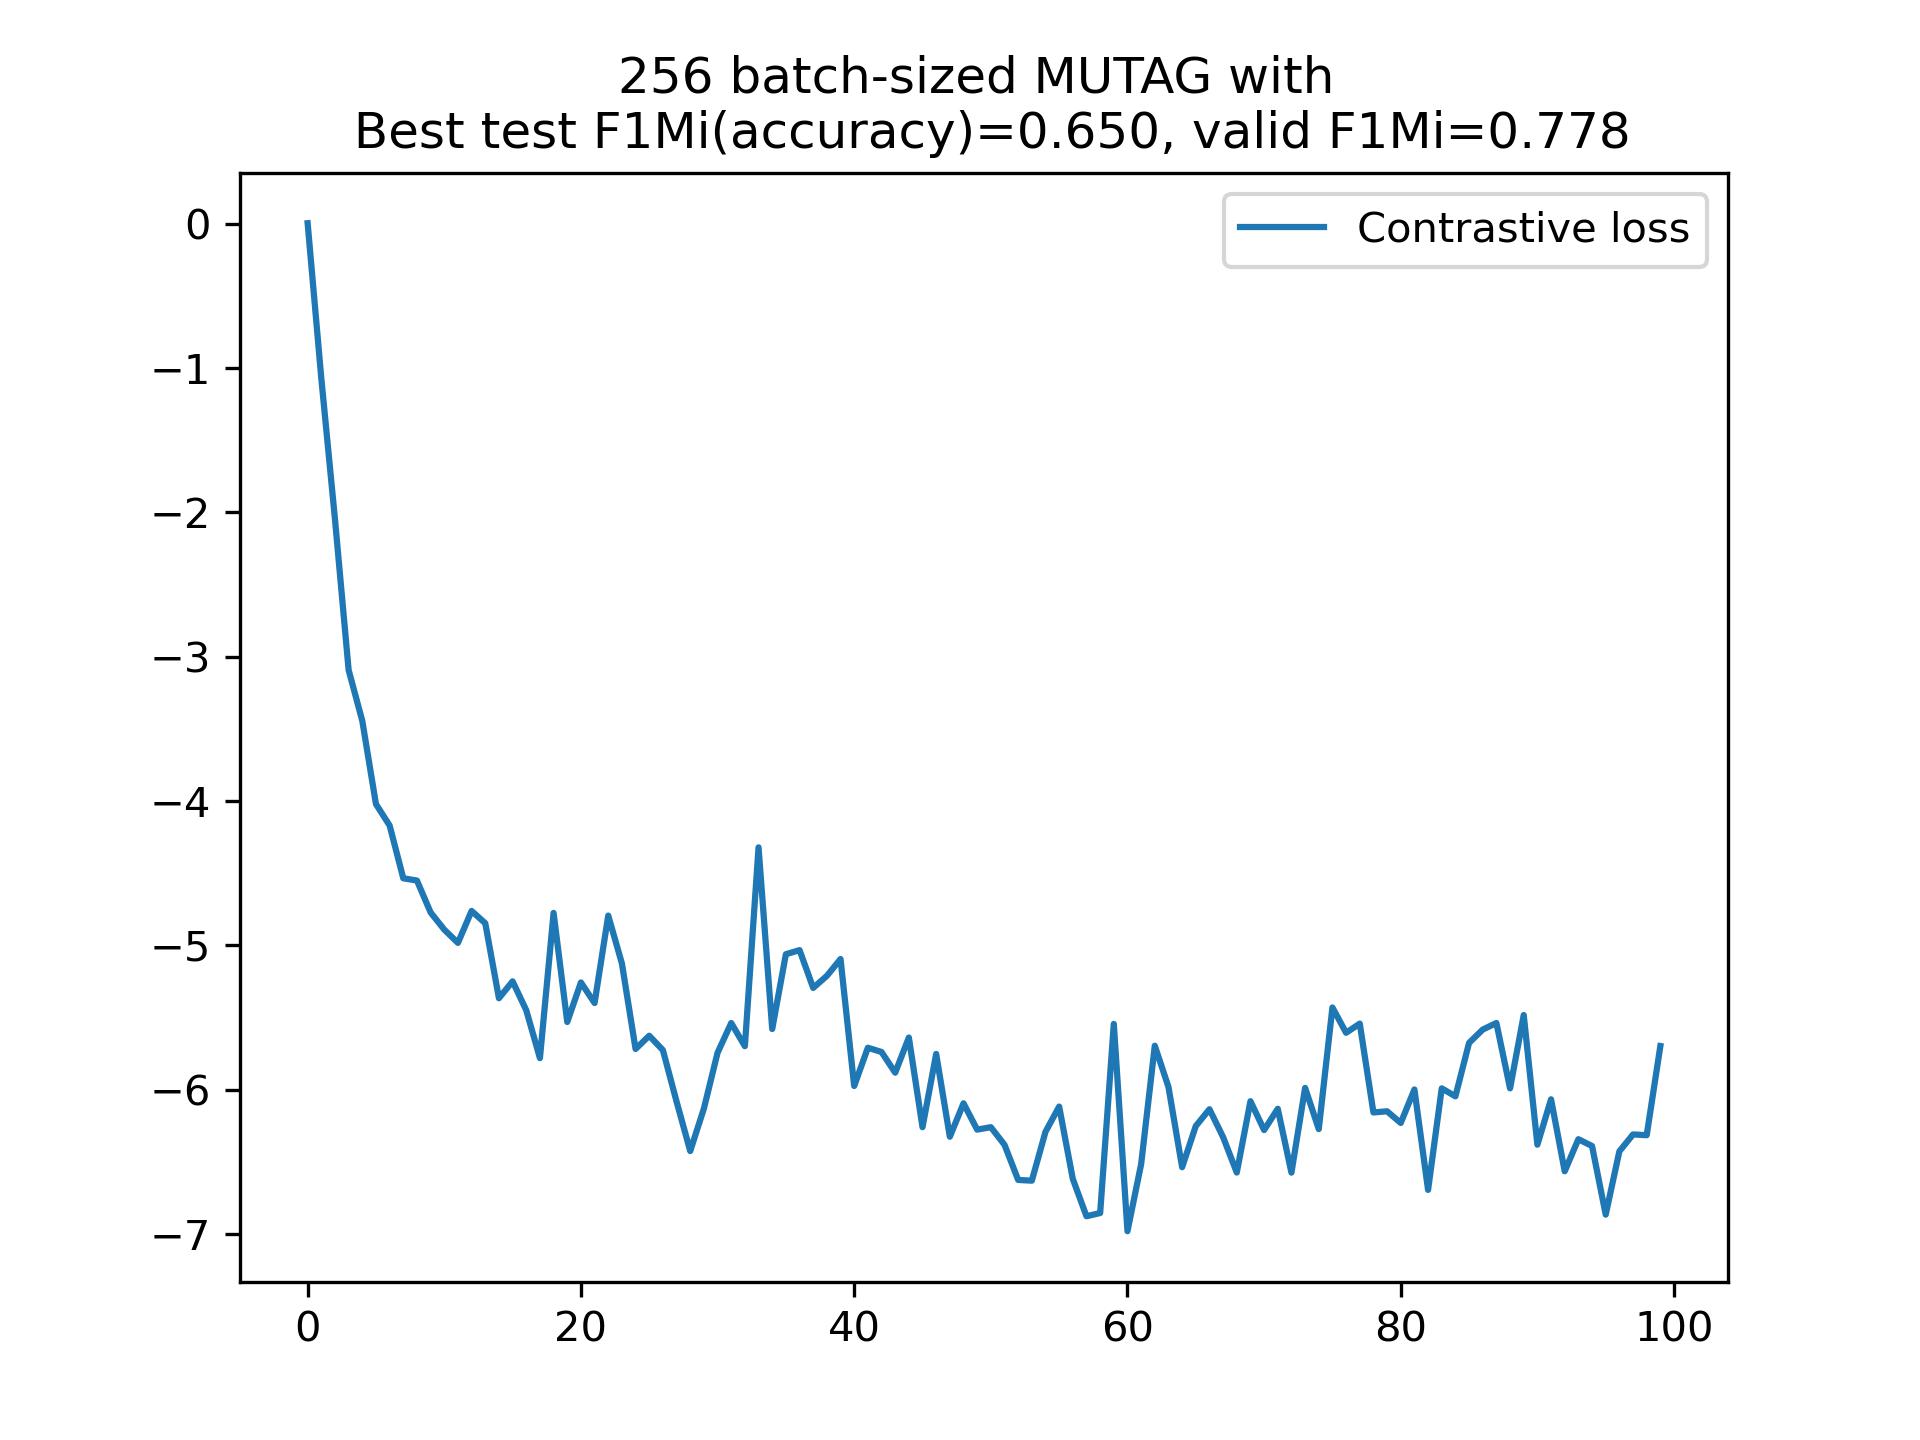 256 batch-sized MUTAG with
Best test F1Mi(accuracy)=0.650, valid F1Mi=0.778
Contrastive loss
0
−1
−2
−3
−4
−5
−6
−7
0 20 40 60 80 100